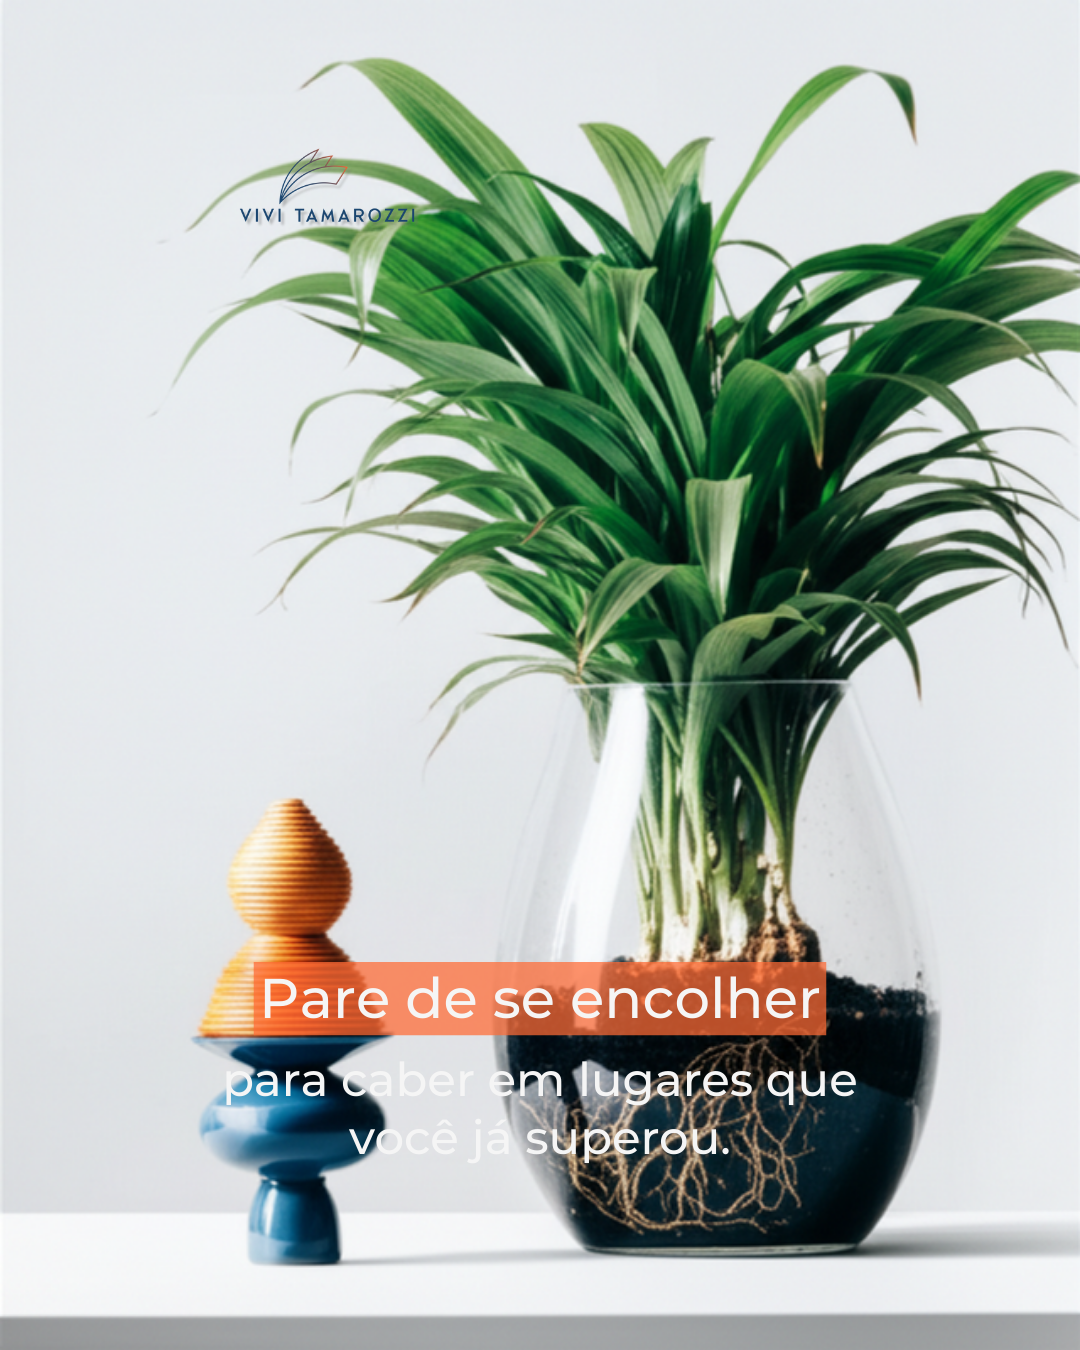 VIVI TAMAROZZI
Pare de se encolher
para caber em lugares que
você já superou.